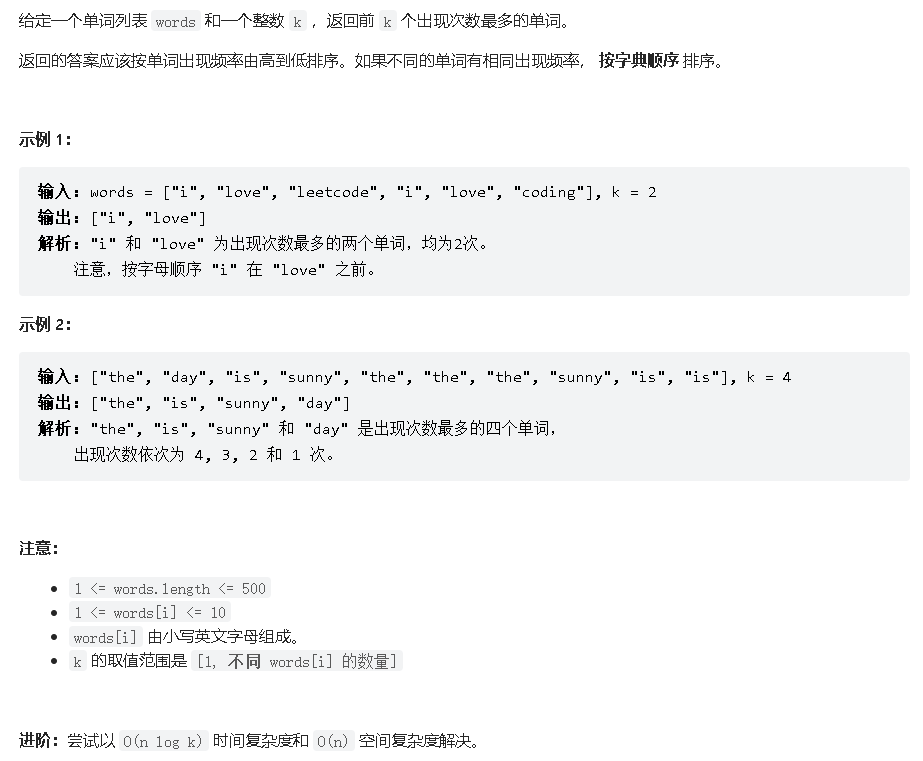 给定一个单词列表 words 和一个整数 k ，返回前 k 个出现次数最多的单词。
返回的答案应该按单词出现频率由高到低排序。如果不同的单词有相同出现频率， 按字典顺序 排序。
示例 1：
输入：words = ["i", "love", "leetcode", "i", "love", "coding"], k = 2
输出：["i", "love"]
解析："i" 和 "love" 为出现次数最多的两个单词，均为2次。
注意，按字母顺序 "i" 在 "love" 之前。
示例 2：
输入：["the", "day", "is", "sunny", "the", "the", "the", "sunny", "is", "is"], k = 4
输出：["the", "is", "sunny", "day"]
解析："the", "is", "sunny" 和 "day" 是出现次数最多的四个单词，
出现次数依次为 4, 3, 2 和 1 次。
注意：
1 <= words.length <= 500
1 <= words[i] <= 10
words[i] 由小写英文字母组成。
k 的取值范围是 [1, 不同 words[i] 的数量]
进阶：尝试以 O(n log k) 时间复杂度和 O(n) 空间复杂度解决。